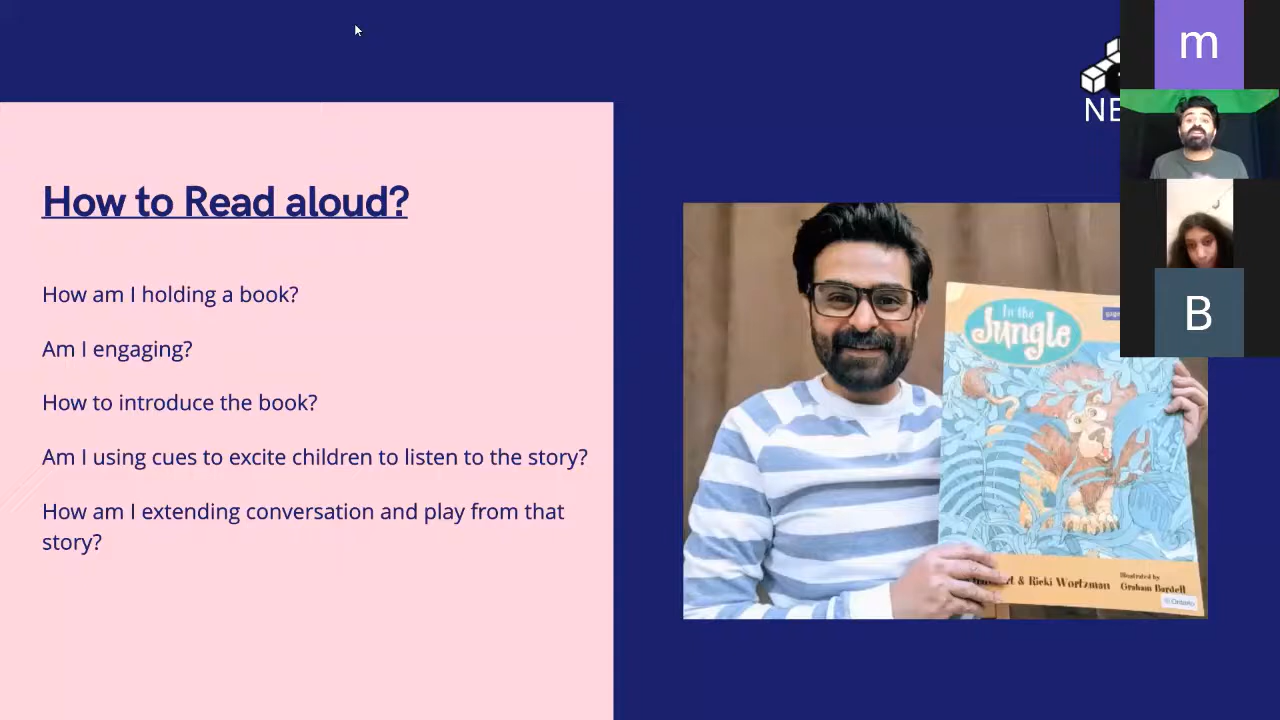 How to Read aloud?
How am I holding a book?
Am I engaging?
How to introduce the book?
Am I using cues to excite children to listen to the story?
How am I extending conversation and play from that
story?
In the
Jungle
& Ricki Wortzman
Illustrated by
Graham Bardell
Ontario
NE
m
B